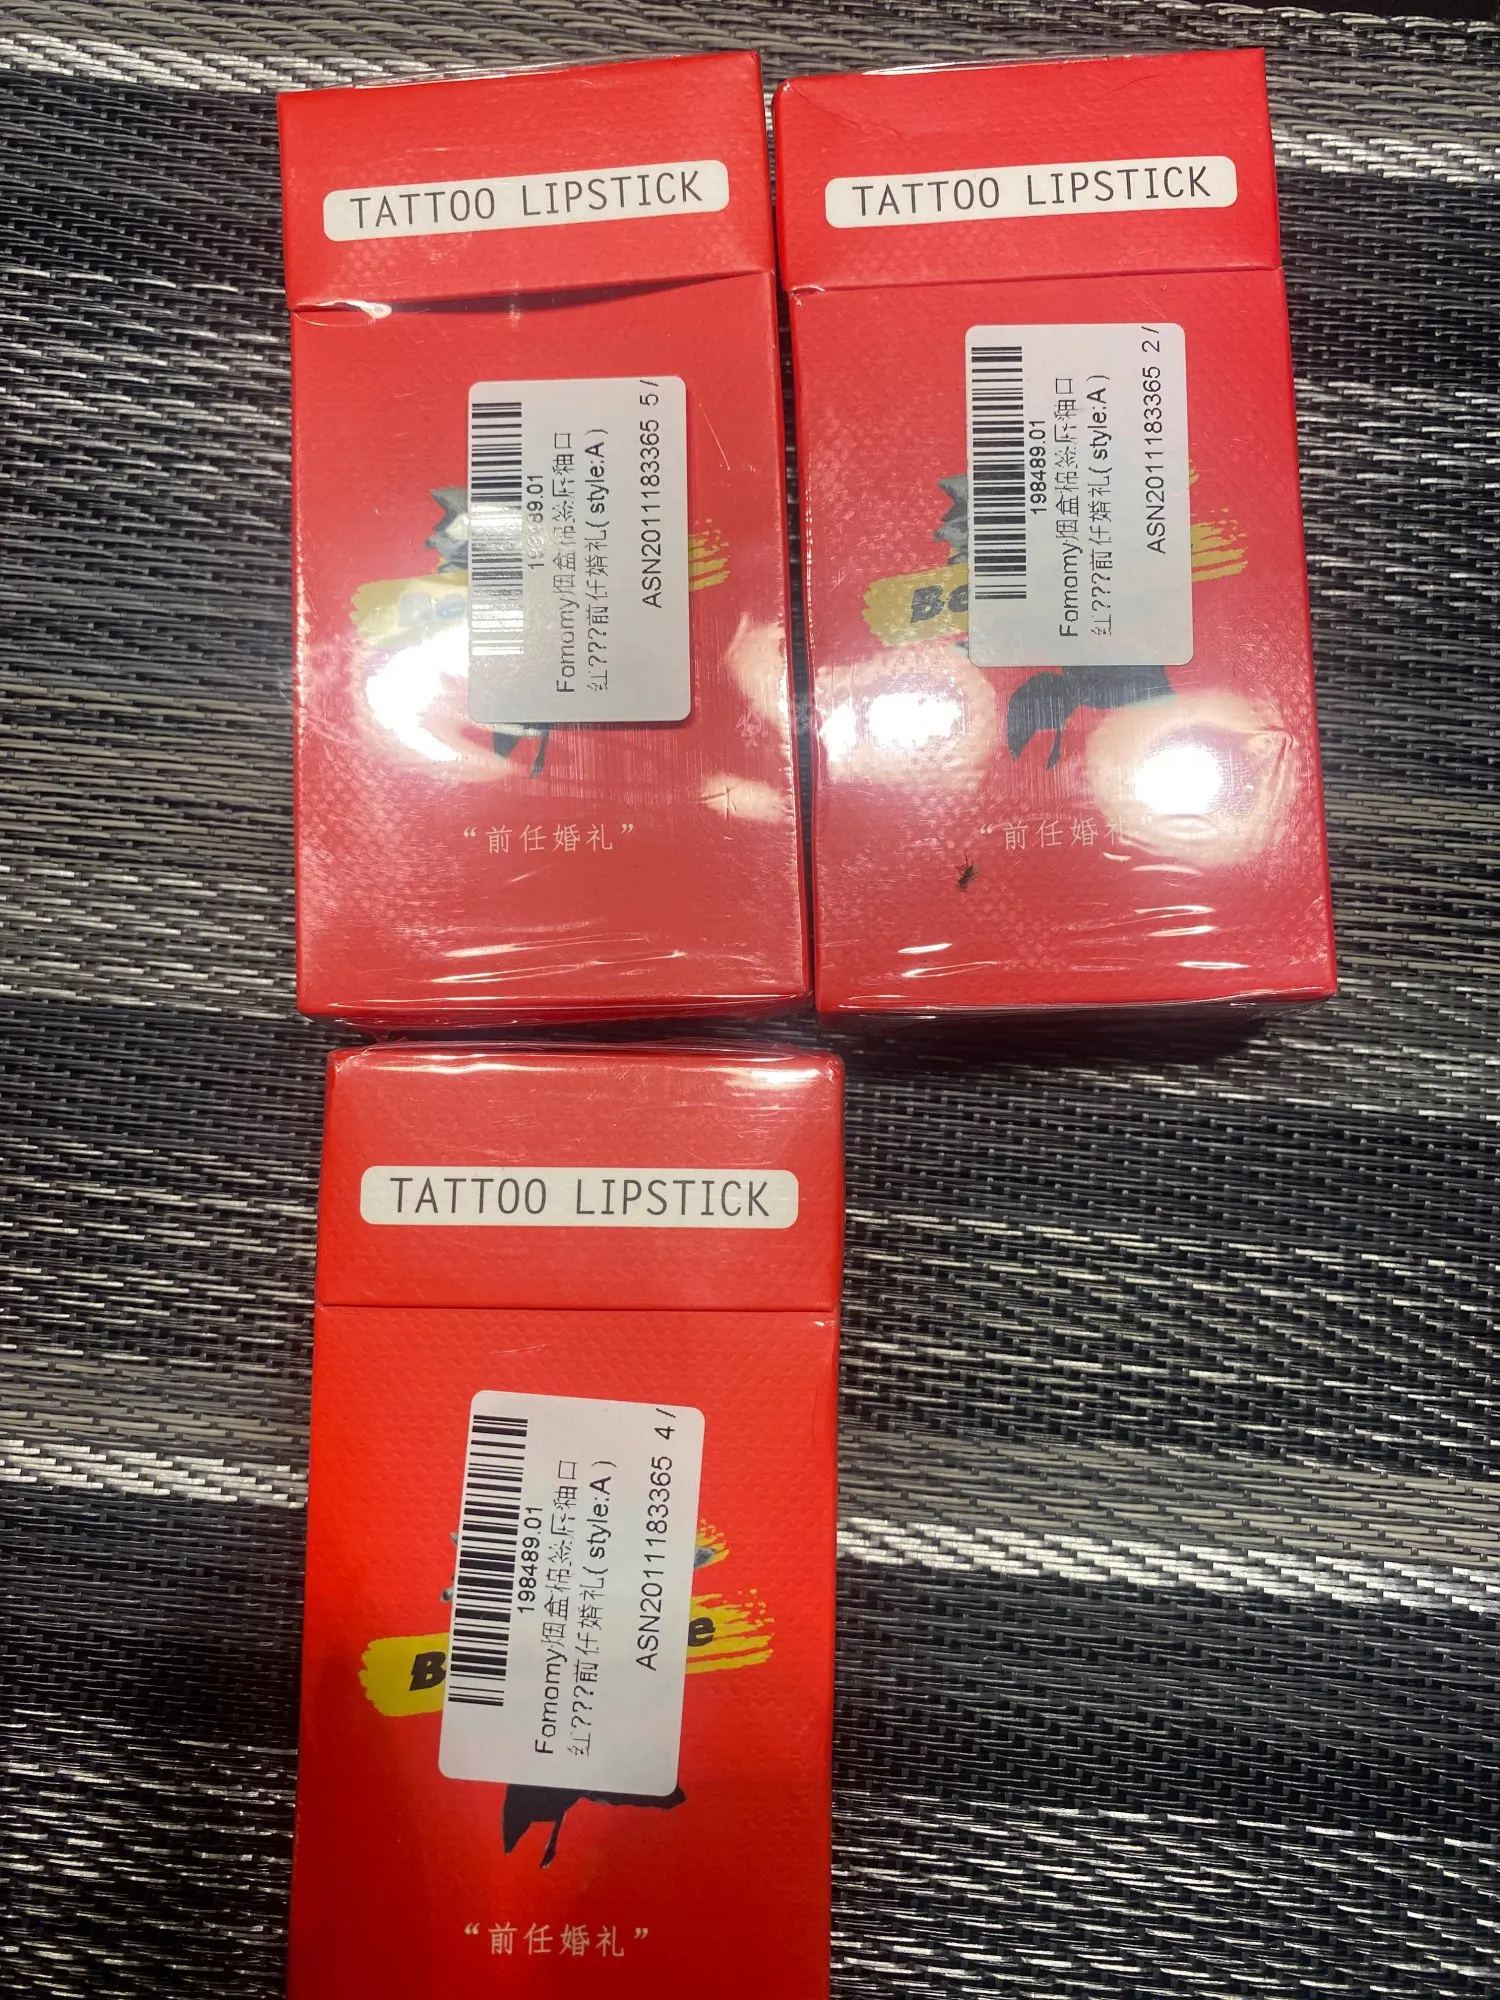 TATTOO LIPSTICK
198489.01
Fomomy烟盒棉签唇釉口
红???前任婚礼( style:A )
ASN201118365 5 /
“前任婚礼”
TATTOO LIPSTICK
198489.01
Fomomy烟盒棉签唇釉口
红???前任婚礼( style:A )
ASN2011183365 2 /
Be
“前任婚礼”
TATTOO LIPSTICK
198489.01
Fomomy烟盒棉签唇釉口
红???前任婚礼( style:A )
ASN2011183365 4 /
B e
“前任婚礼”